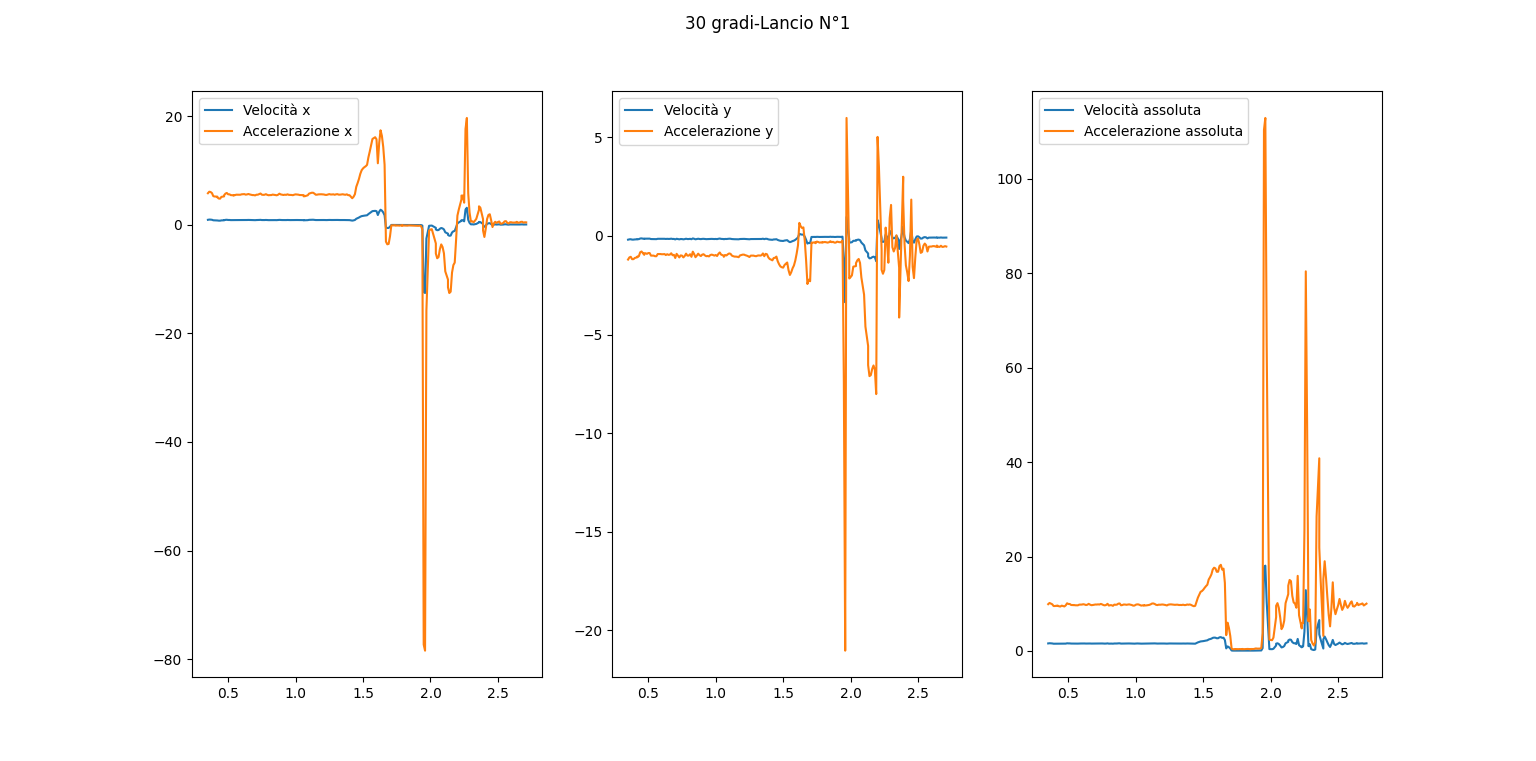 30 gradi-Lancio N°1
Velocità x
Accelerazione x
20
0
−20
−40
−60
−80
0.5 1.0 1.5 2.0 2.5
Velocità y
Accelerazione y
5
0
−5
−10
−15
−20
0.5 1.0 1.5 2.0 2.5
Velocità assoluta
Accelerazione assoluta
100
80
60
40
20
0
0.5 1.0 1.5 2.0 2.5